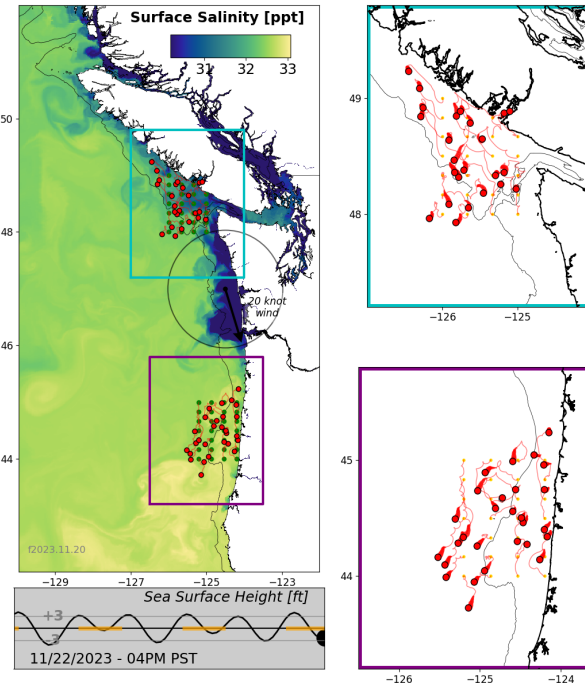 Surface Salinity [ppt]
31 32 33
50
48
46
44
20 knot
wind
f2023.11.20
−129 −127 −125 −123
Sea Surface Height [ft]
+3
-3
11/22/2023 - 04PM PST
49
48
−126 −125
45
44
−126 −125 −124